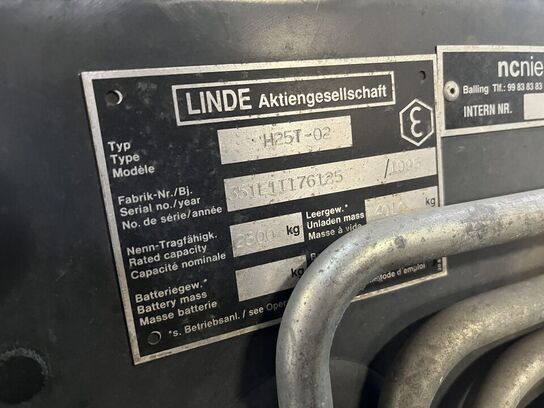 LINDE Aktiengesellschaft
Typ
Type
Modèle
H25T-02
Fabrik-Nr./Bj.
Serial no./year
No. de série/année
351E11176125 /1995
Nenn-Tragfähigk.
Rated capacity
Capacité nominale
2500 kg
Leergew.*
Unladen mass
Masse à vide
kg
Batteriegew.*
Battery mass
Masse batterie
kg
mode d'emploi
*s. Betriebsanl. / see Oper
ncnie
Balling Tlf.: 99 83 83 83
INTERN NR.